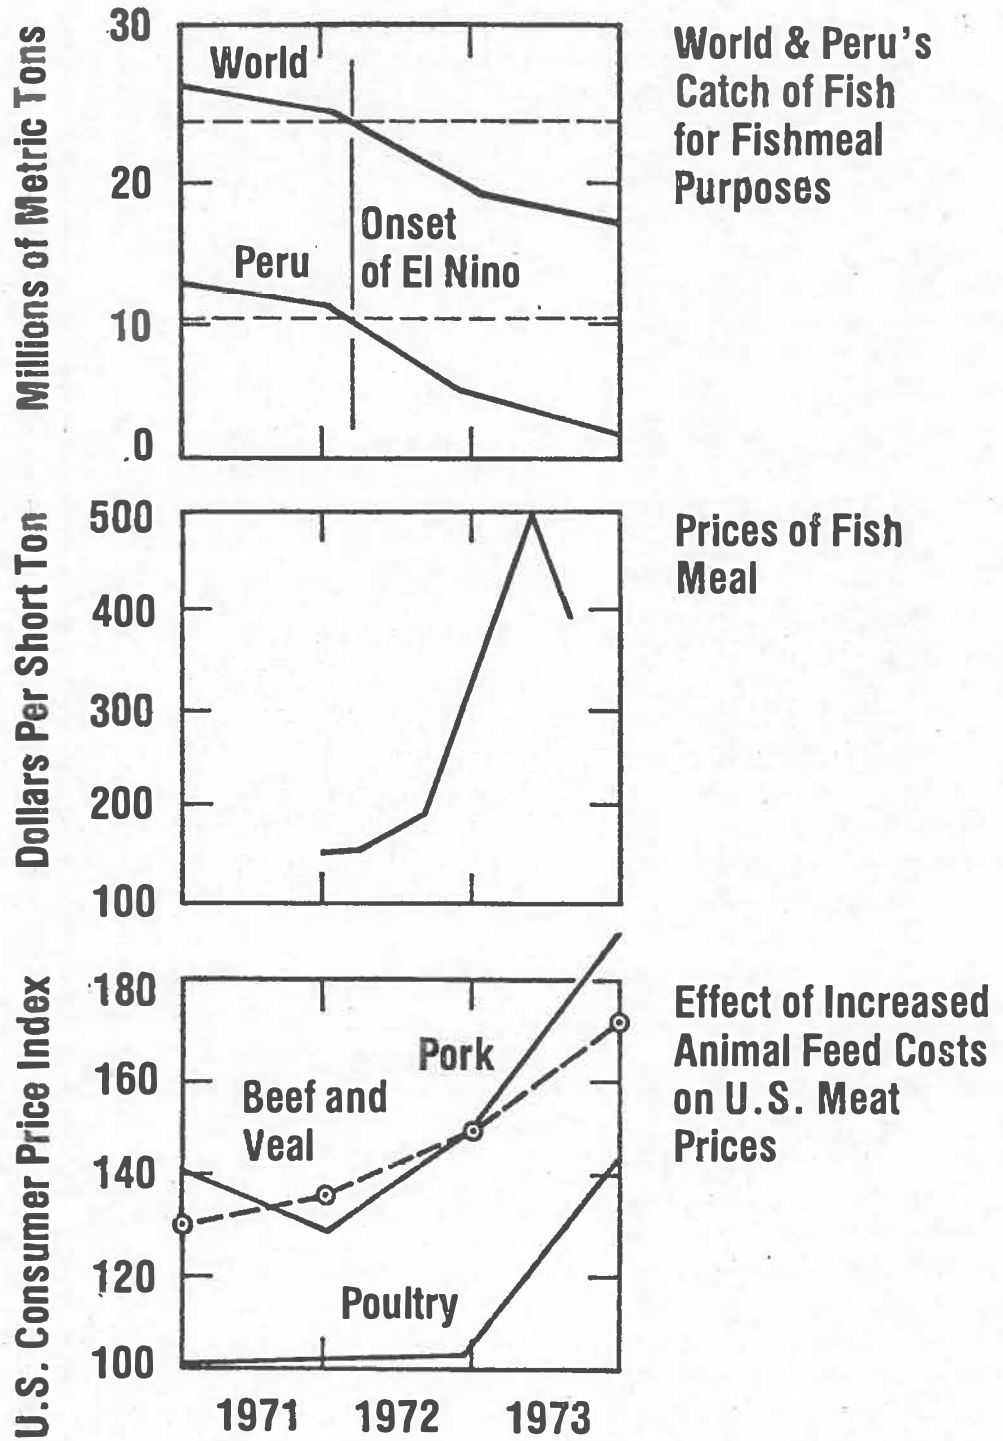 Millions of Metric Tons
30
20
10
0
World
Peru
Onset
of El Nino
World & Peru's
Catch of Fish
for Fishmeal
Purposes
Dollars Per Short Ton
500
400
300
200
100
Prices of Fish
Meal
U.S. Consumer Price Index
180
160
140
120
100
Pork
Beef and
Veal
Poultry
Effect of Increased
Animal Feed Costs
on U.S. Meat
Prices
1971 1972 1973